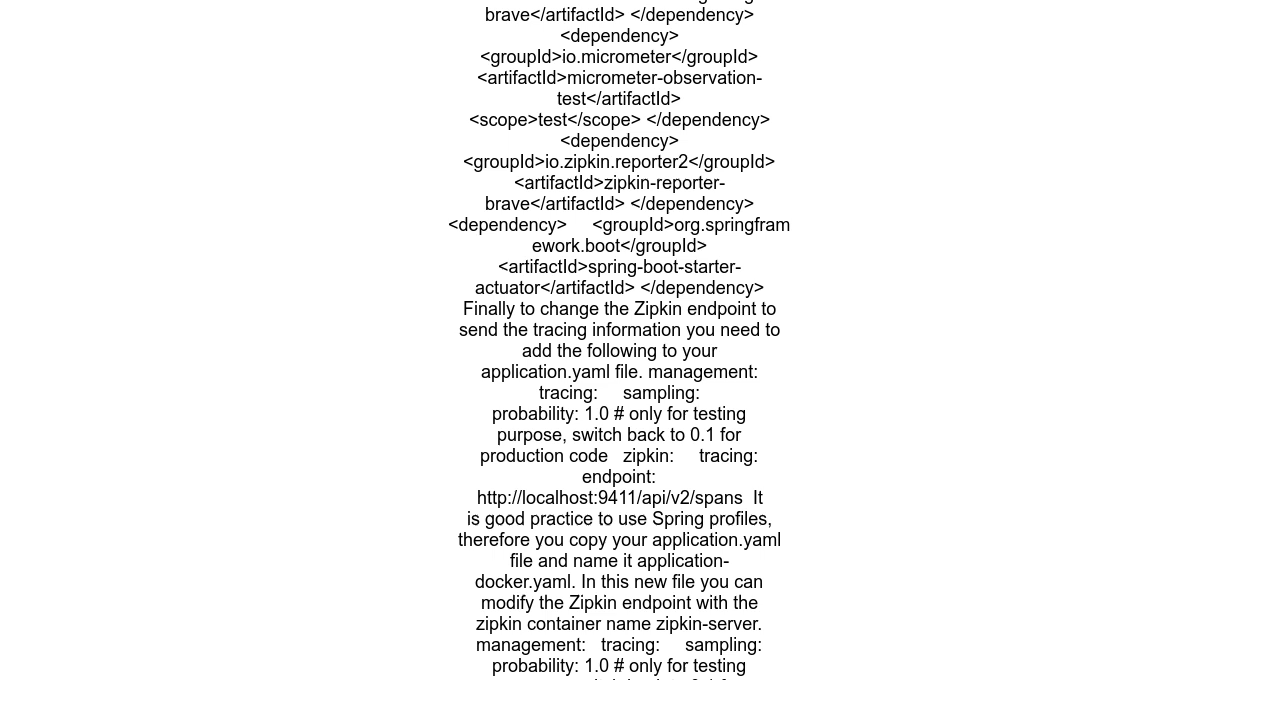 brave</artifactId> </dependency>
<dependency>
<groupId>io.micrometer</groupId>
<artifactId>micrometer-observation-
test</artifactId>
<scope>test</scope> </dependency>
<dependency>
<groupId>io.zipkin.reporter2</groupId>
<artifactId>zipkin-reporter-
brave</artifactId> </dependency>
<dependency>     <groupId>org.springfram
ework.boot</groupId>
<artifactId>spring-boot-starter-
actuator</artifactId> </dependency>
Finally to change the Zipkin endpoint to
send the tracing information you need to
add the following to your
application.yaml file. management:
tracing:     sampling:
probability: 1.0 # only for testing
purpose, switch back to 0.1 for
production code   zipkin:     tracing:
endpoint:
http://localhost:9411/api/v2/spans  It
is good practice to use Spring profiles,
therefore you copy your application.yaml
file and name it application-
docker.yaml. In this new file you can
modify the Zipkin endpoint with the
zipkin container name zipkin-server.
management:   tracing:     sampling:
probability: 1.0 # only for testing